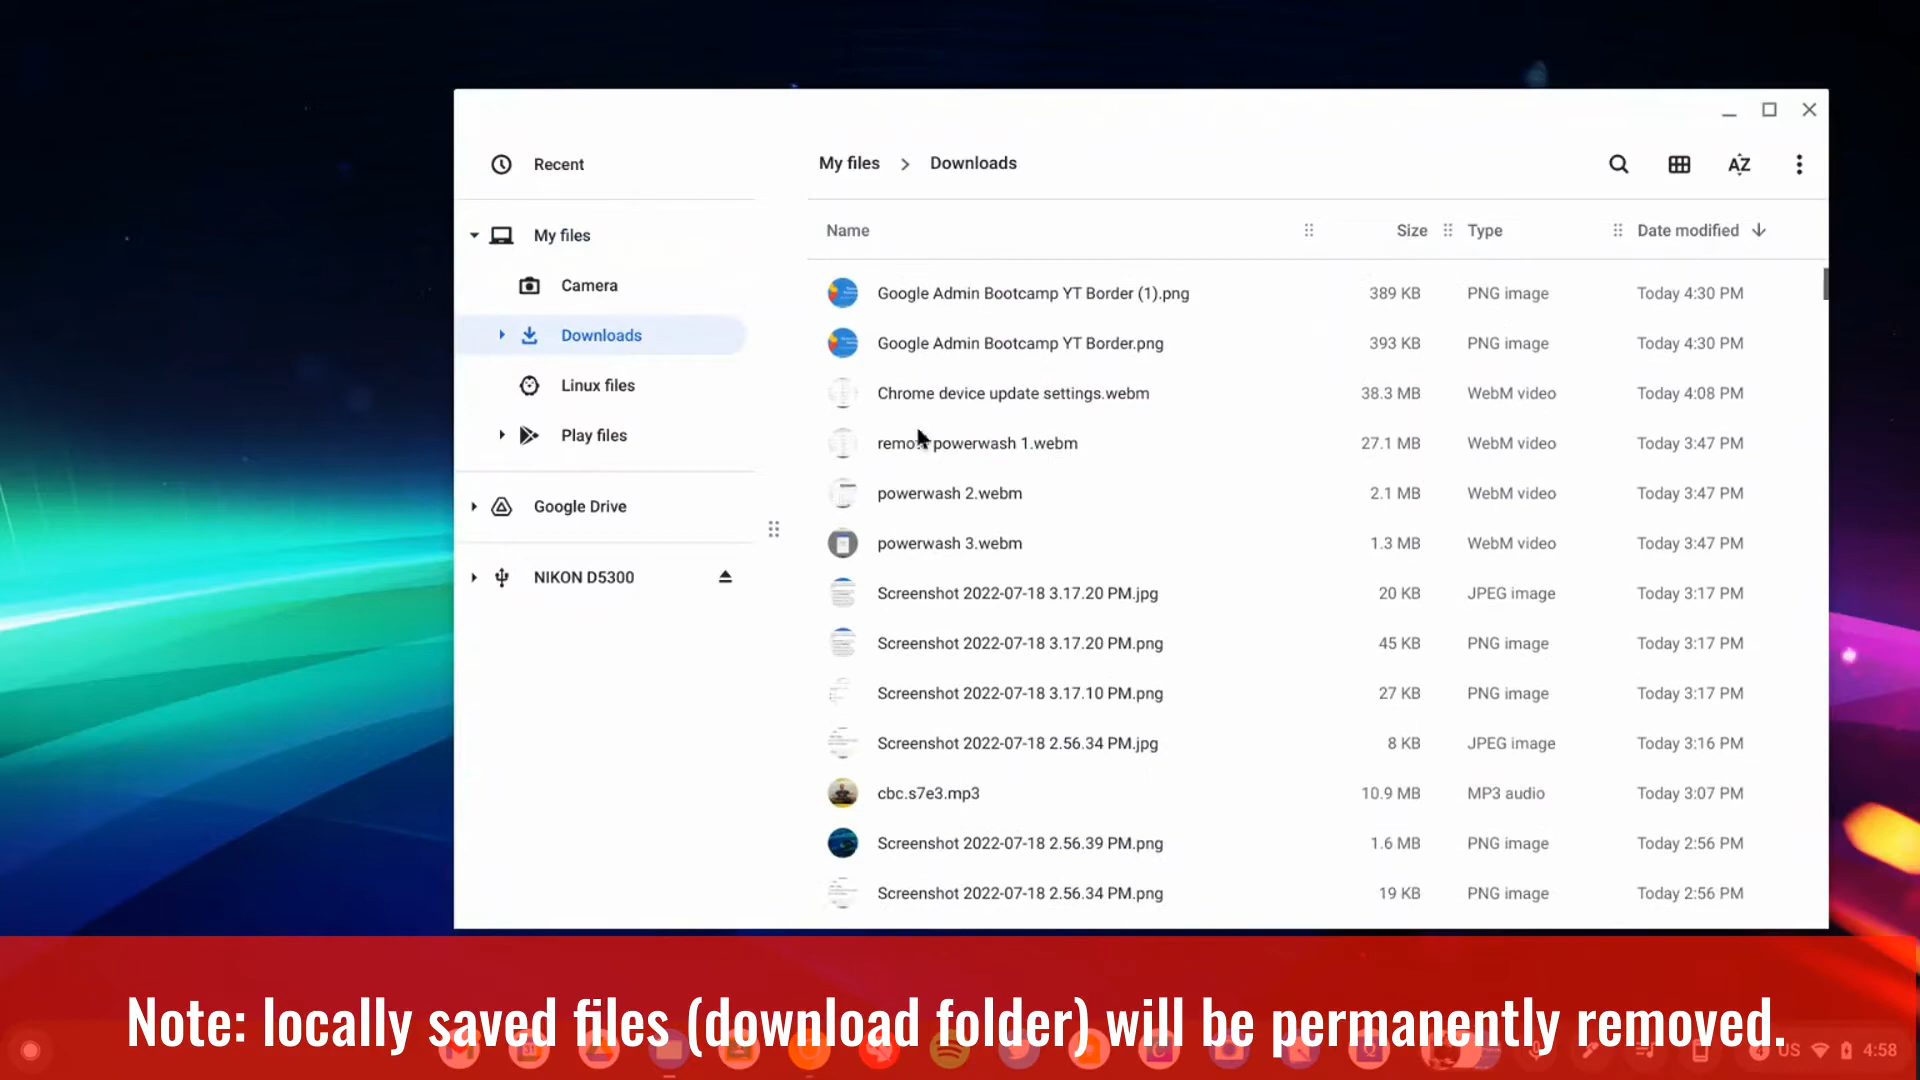 Recent
My files
Camera
Downloads
Linux files
Play files
Google Drive
NIKON D5300
My files > Downloads
AZ
Name Size Type Date modified
Google Admin Bootcamp YT Border (1).png 389 KB PNG image Today 4:30 PM
Google Admin Bootcamp YT Border.png 393 KB PNG image Today 4:30 PM
Chrome device update settings.webm 38.3 MB WebM video Today 4:08 PM
powerwash 1.webm 27.1 MB WebM video Today 3:47 PM
powerwash 2.webm 2.1 MB WebM video Today 3:47 PM
powerwash 3.webm 1.3 MB WebM video Today 3:47 PM
Screenshot 2022-07-18 3.17.20 PM.jpg 20 KB JPEG image Today 3:17 PM
Screenshot 2022-07-18 3.17.20 PM.png 45 KB PNG image Today 3:17 PM
Screenshot 2022-07-18 3.17.10 PM.png 27 KB PNG image Today 3:17 PM
Screenshot 2022-07-18 2.56.34 PM.jpg 8 KB JPEG image Today 3:16 PM
cbc.s7e3.mp3 10.9 MB MP3 audio Today 3:07 PM
Screenshot 2022-07-18 2.56.39 PM.png 1.6 MB PNG image Today 2:56 PM
Screenshot 2022-07-18 2.56.34 PM.png 19 KB PNG image Today 2:56 PM
Note: locally saved files (download folder) will be permanently removed.
US 4:58